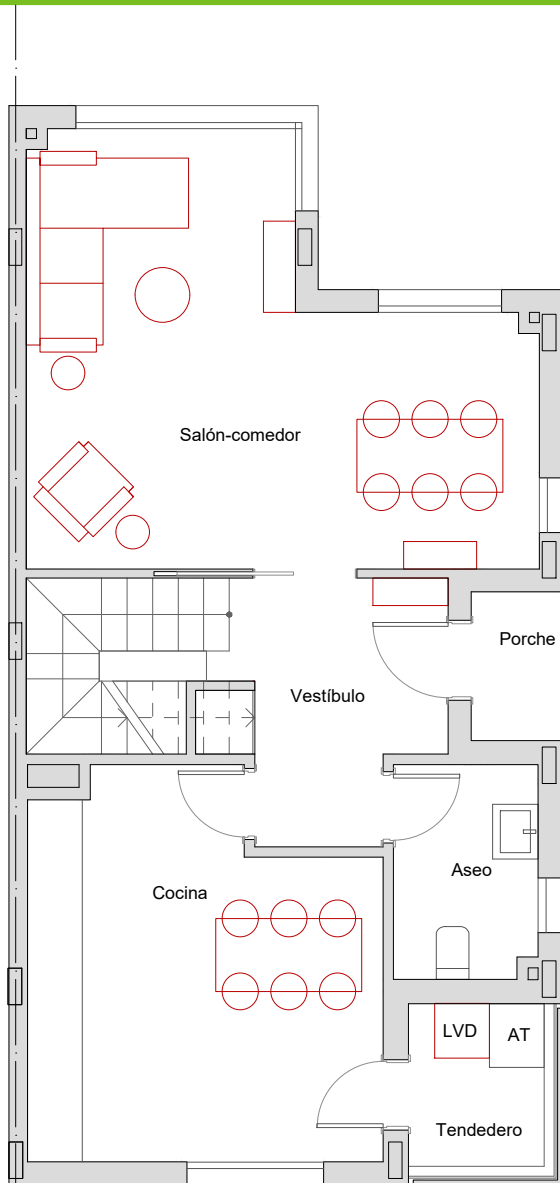 Salón-comedor
Porche
Vestíbulo
Aseo
Cocina
LVD
AT
Tendedero